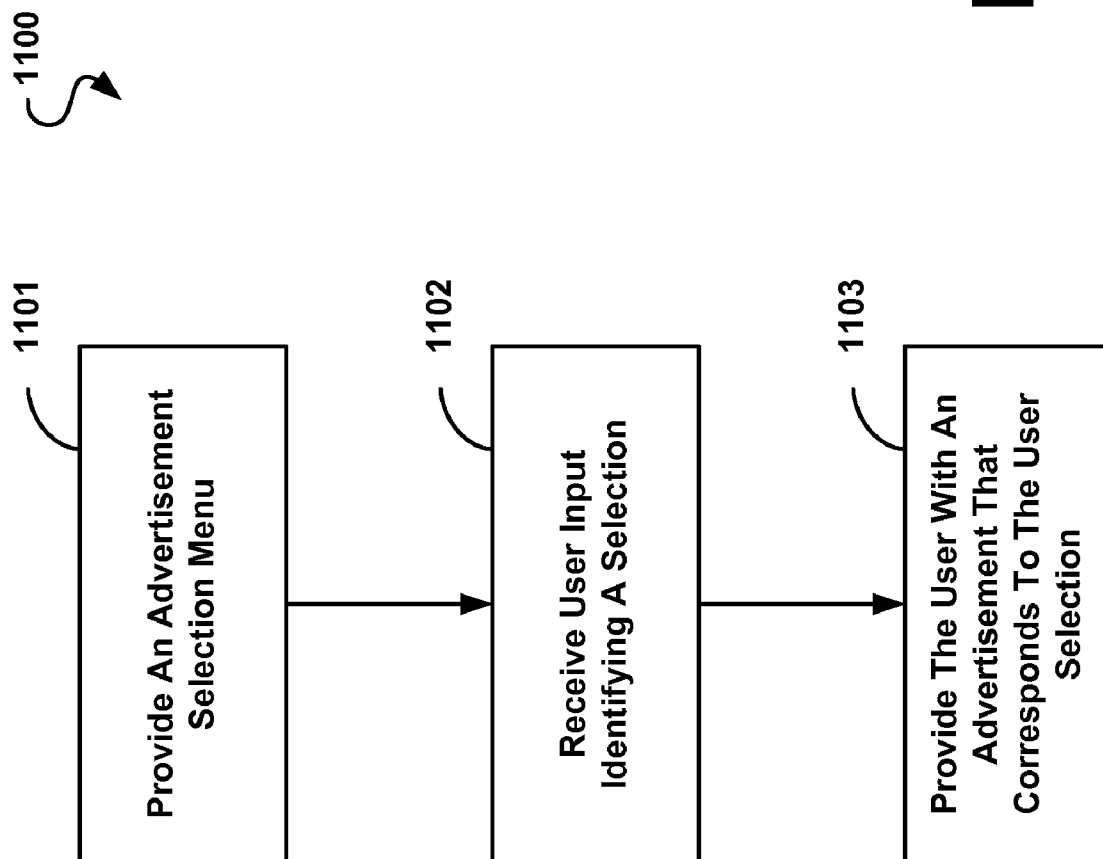 1100
1101
Provide An Advertisement
Selection Menu
1102
Receive User Input
Identifying A Selection
1103
Provide The User With An
Advertisement That
Corresponds To The User
Selection